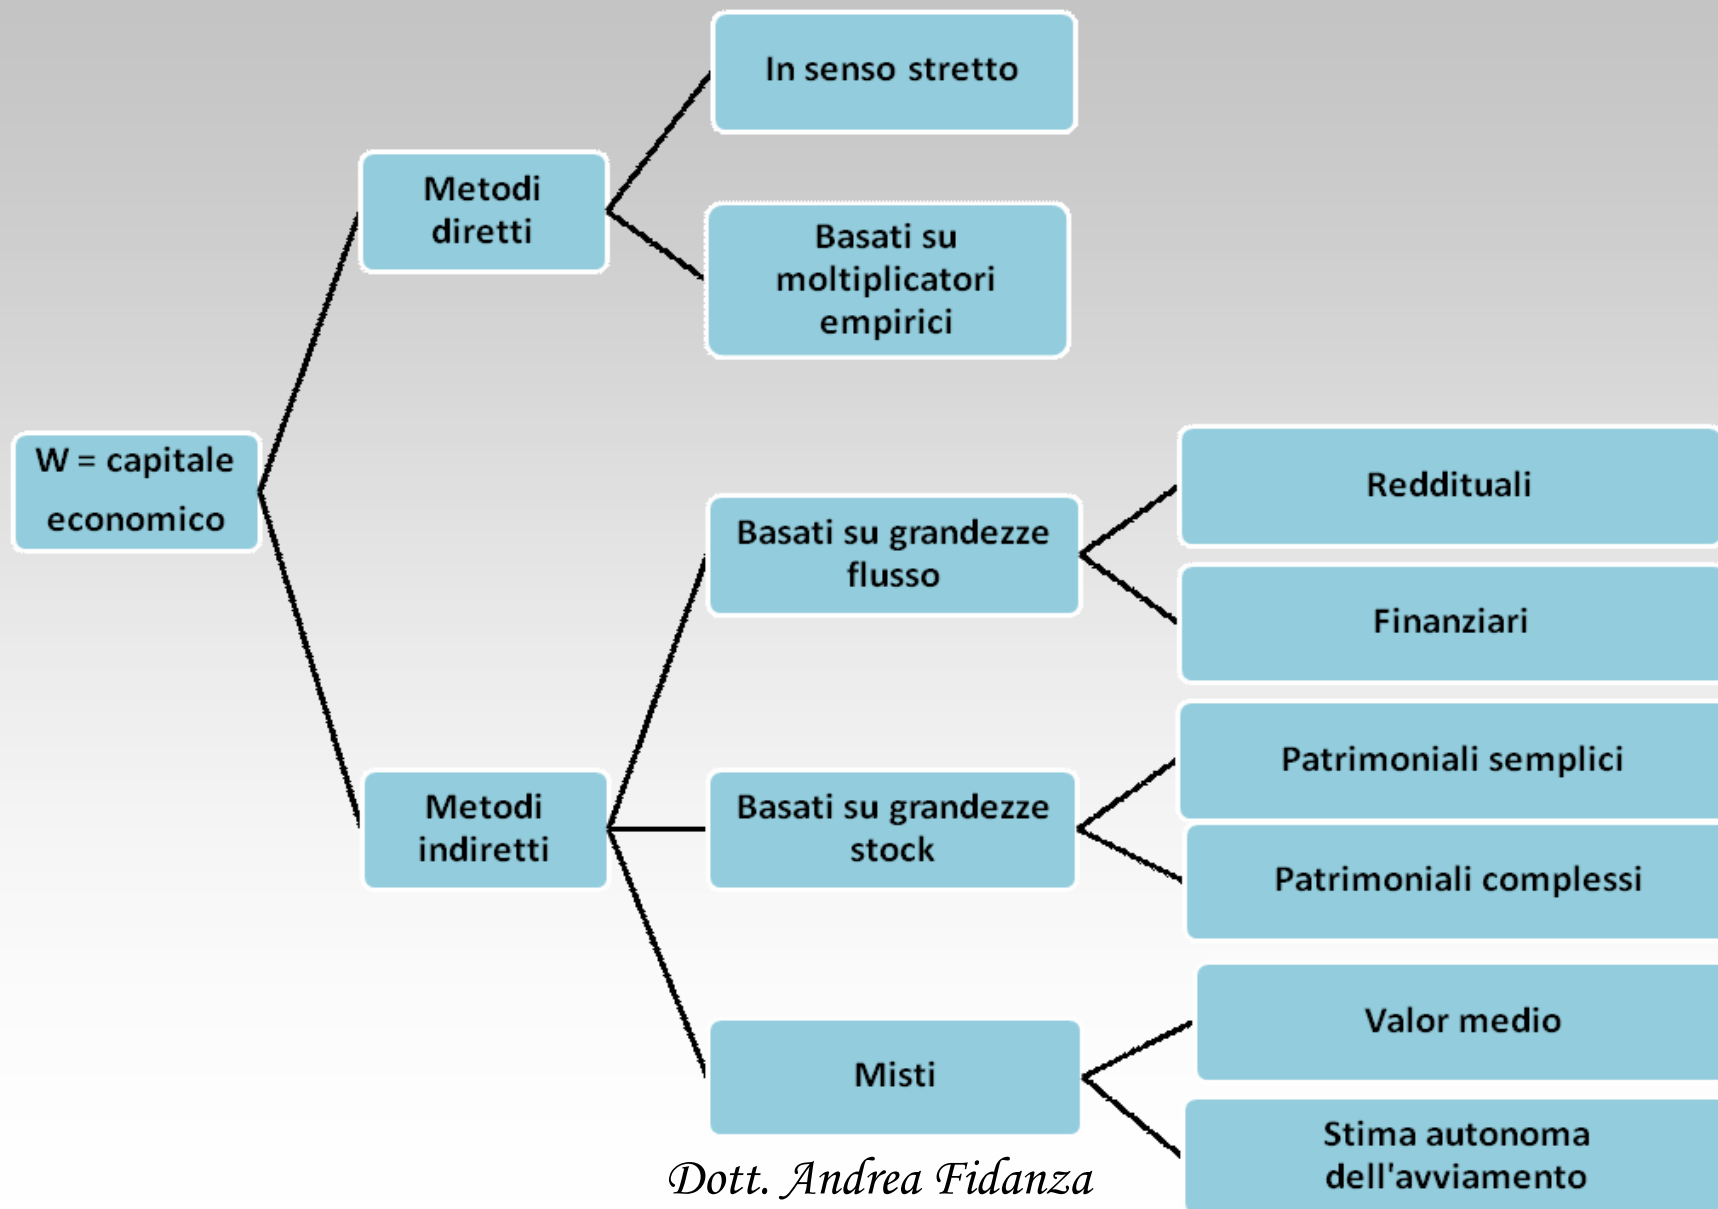 In senso stretto
Metodi
diretti
Basati su
moltiplicatori
empirici
W = capitale
economico
Basati su grandezze
flusso
Reddituali
Finanziari
Metodi
indiretti
Basati su grandezze
stock
Patrimoniali semplici
Patrimoniali complessi
Misti
Valor medio
Stima autonoma
dell'avviamento
Dott. Andrea Fidanza